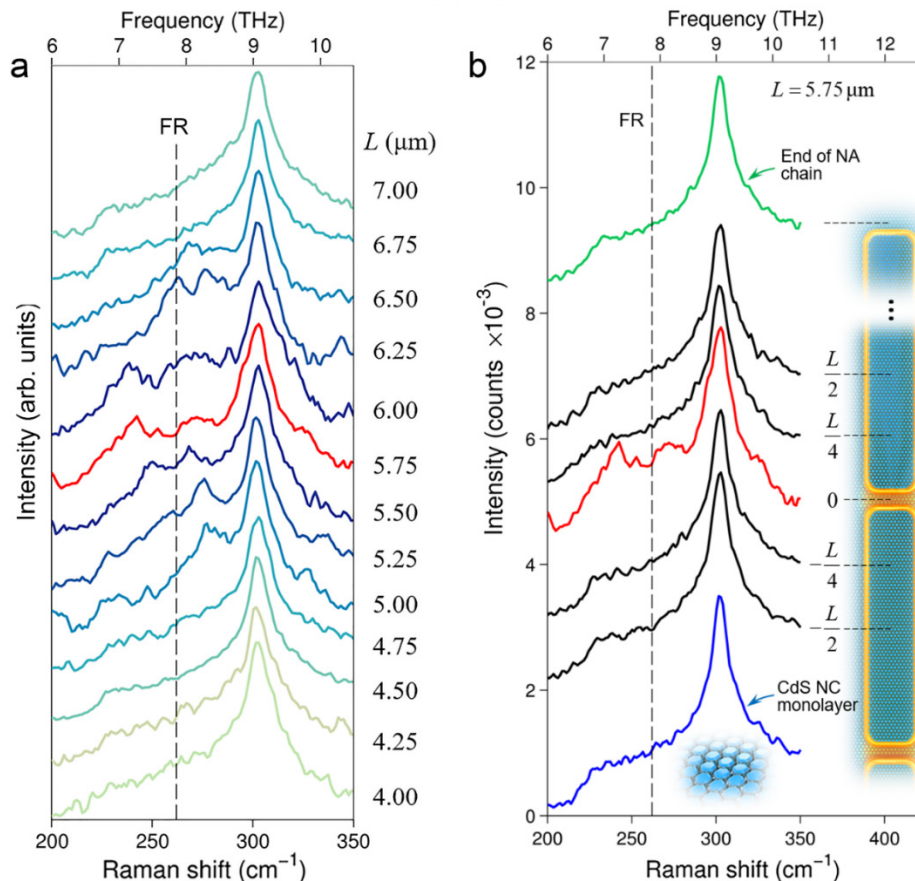 Frequency (THz)
6 7 8 9 10
a
FR
L (µm)
7.00
6.75
6.50
6.25
6.00
5.75
5.50
5.25
5.00
4.75
4.50
4.25
4.00
Intensity (arb. units)
200 250 300 350
Raman shift (cm⁻¹)
Frequency (THz)
6 7 8 9 10 11 12
b
12
10
8
6
4
2
0
Intensity (counts ×10⁻³)
L = 5.75 µm
FR
End of NA
chain
L/2
L/4
0
-L/4
-L/2
CdS NC
monolayer
200 250 300 350 400
Raman shift (cm⁻¹)